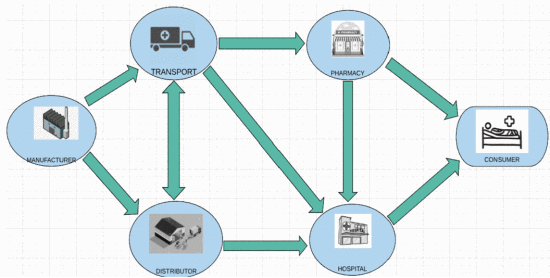 TRANSPORT
PHARMACY
MANUFACTURER
CONSUMER
DISTRIBUTOR
HOSPITAL